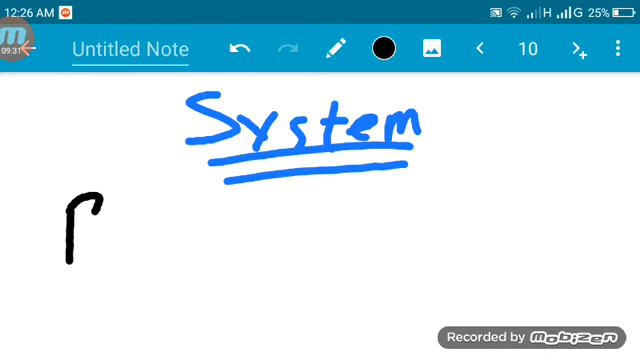 12:26 AM H G 25%
09:31 Untitled Note 10
System
Recorded by mobizen